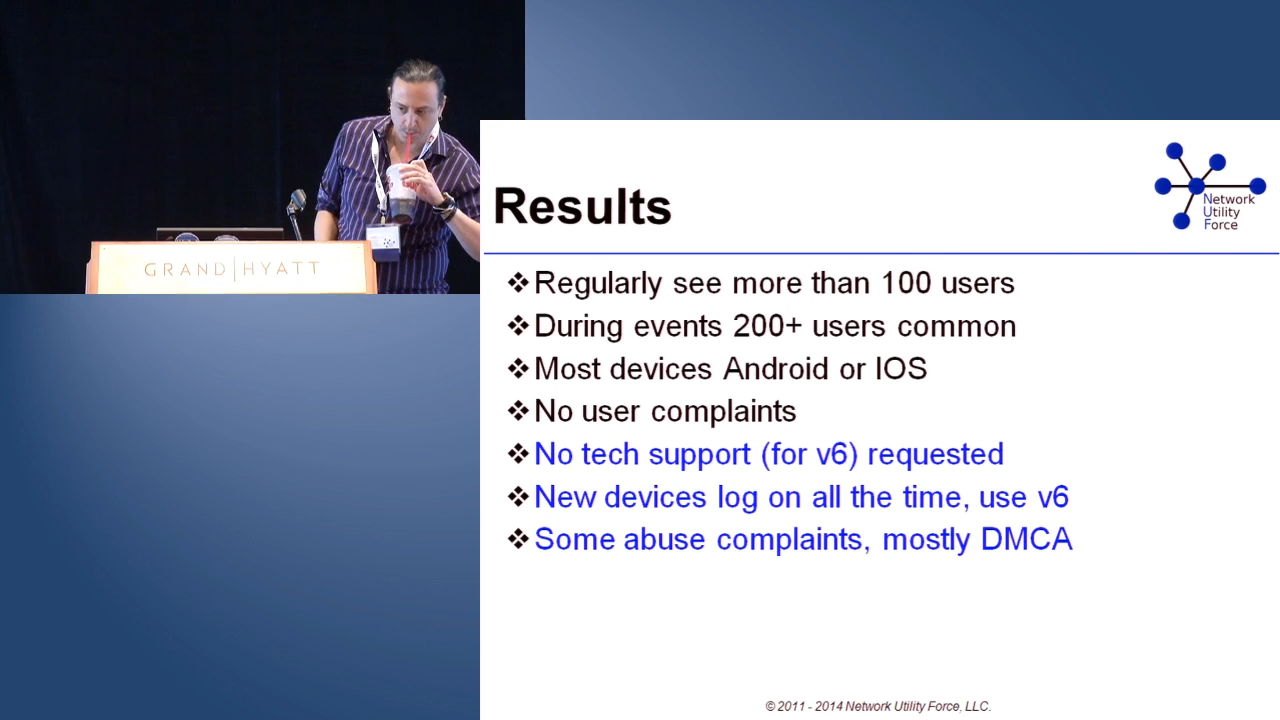 GRAND HYATT
Results
Network
Utility
Force
❖Regularly see more than 100 users
❖During events 200+ users common
❖Most devices Android or IOS
❖No user complaints
❖No tech support (for v6) requested
❖New devices log on all the time, use v6
❖Some abuse complaints, mostly DMCA
© 2011 - 2014 Network Utility Force, LLC.